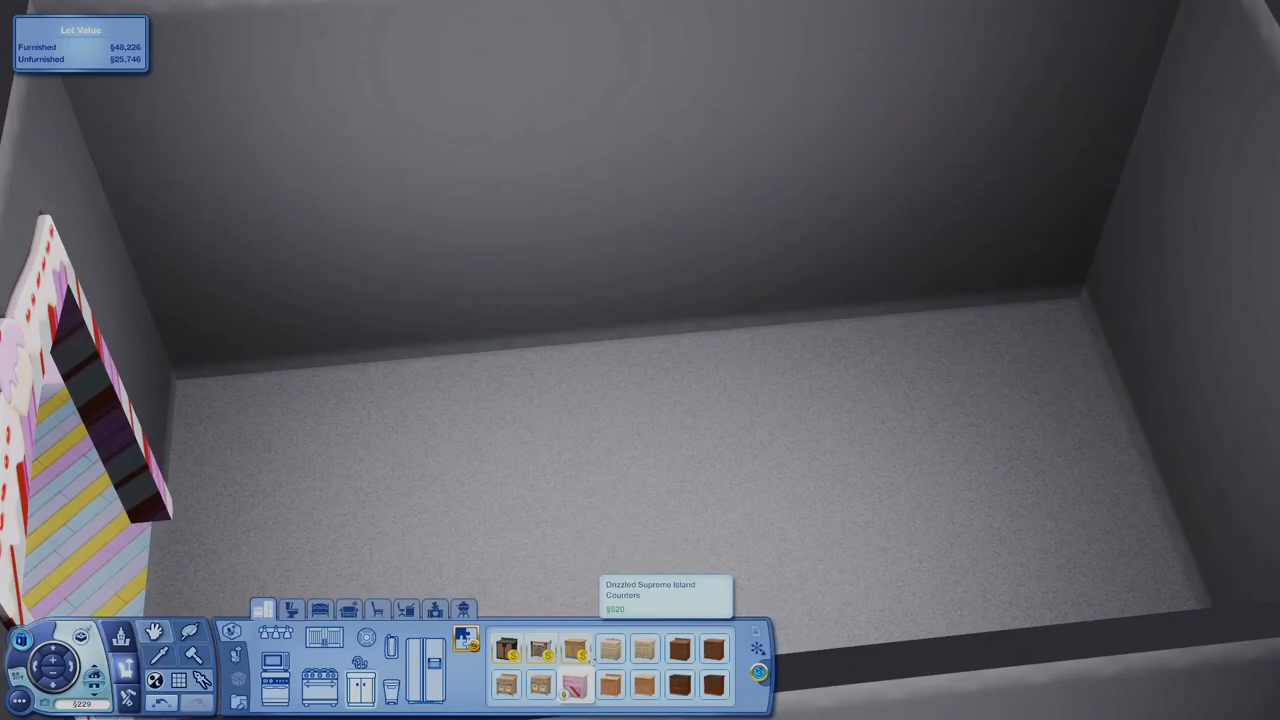 Lot Value
Furnished §48,226
Unfurnished §25,746
Drizzled Supreme Island
Counters
§520
§229